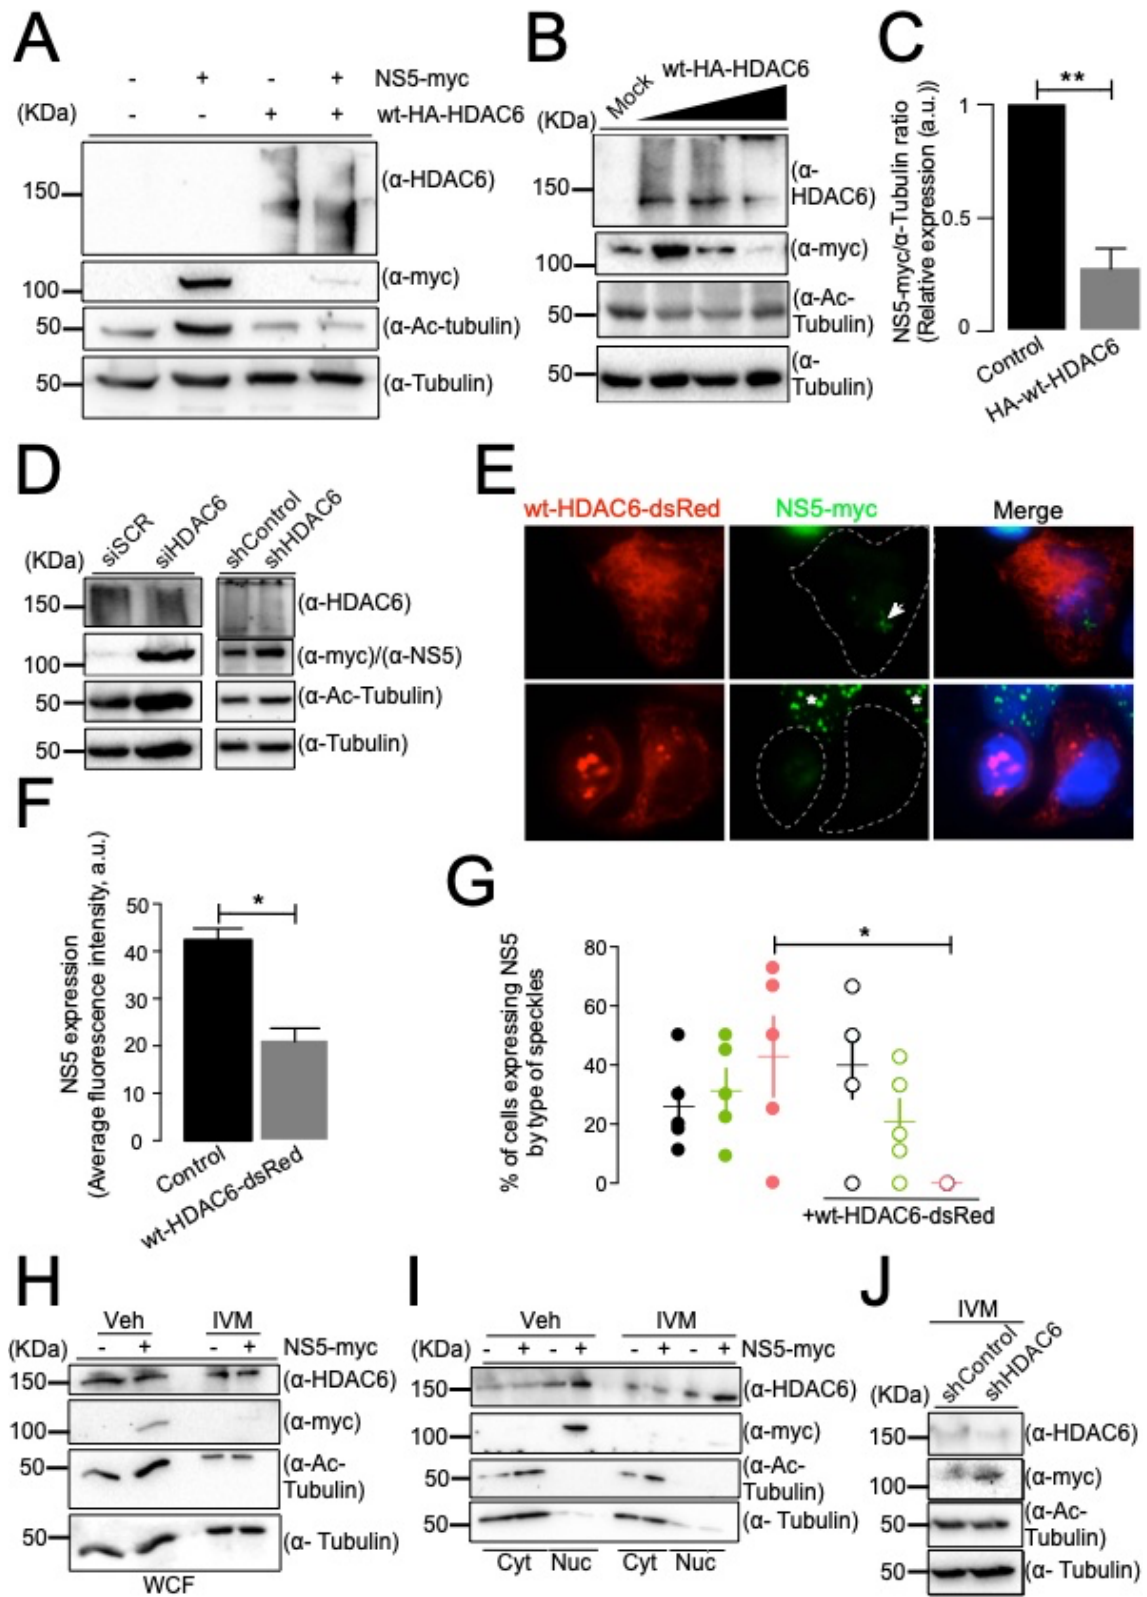 A
- + - + NS5-myc
(KDa) - - + + wt-HA-HDAC6
150 (α-HDAC6)
100 (α-myc)
50 (α-Ac-tubulin)
50 (α-Tubulin)
B
Mock wt-HA-HDAC6
(KDa)
150 (α-
HDAC6)
100 (α-myc)
50 (α-Ac-
Tubulin)
50 (α-
Tubulin)
C
**
NS5-myc/α-Tubulin ratio
(Relative expression (a.u.))
1
0.5
0
Control
HA-wt-HDAC6
D
siSCR siHDAC6 shControl shHDAC6
(KDa)
150 (α-HDAC6)
100 (α-myc)/(α-NS5)
50 (α-Ac-Tubulin)
50 (α-Tubulin)
E
wt-HDAC6-dsRed NS5-myc Merge
* *
F
NS5 expression
(Average fluorescence intensity, a.u.)
*
50
40
30
20
10
0
Control
wt-HDAC6-dsRed
G
% of cells expressing NS5
by type of speckles
*
80
60
40
20
0
+wt-HDAC6-dsRed
H
Veh IVM
(KDa) - + - + NS5-myc
150 (α-HDAC6)
100 (α-myc)
50 (α-Ac-
Tubulin)
50 (α- Tubulin)
WCF
I
Veh IVM
(KDa) - + - + - + - + NS5-myc
150 (α-HDAC6)
100 (α-myc)
50 (α-Ac-
Tubulin)
50 (α- Tubulin)
Cyt Nuc Cyt Nuc
J
IVM
shControl shHDAC6
(KDa)
150 (α-HDAC6)
100 (α-myc)
50 (α-Ac-
Tubulin)
50 (α- Tubulin)